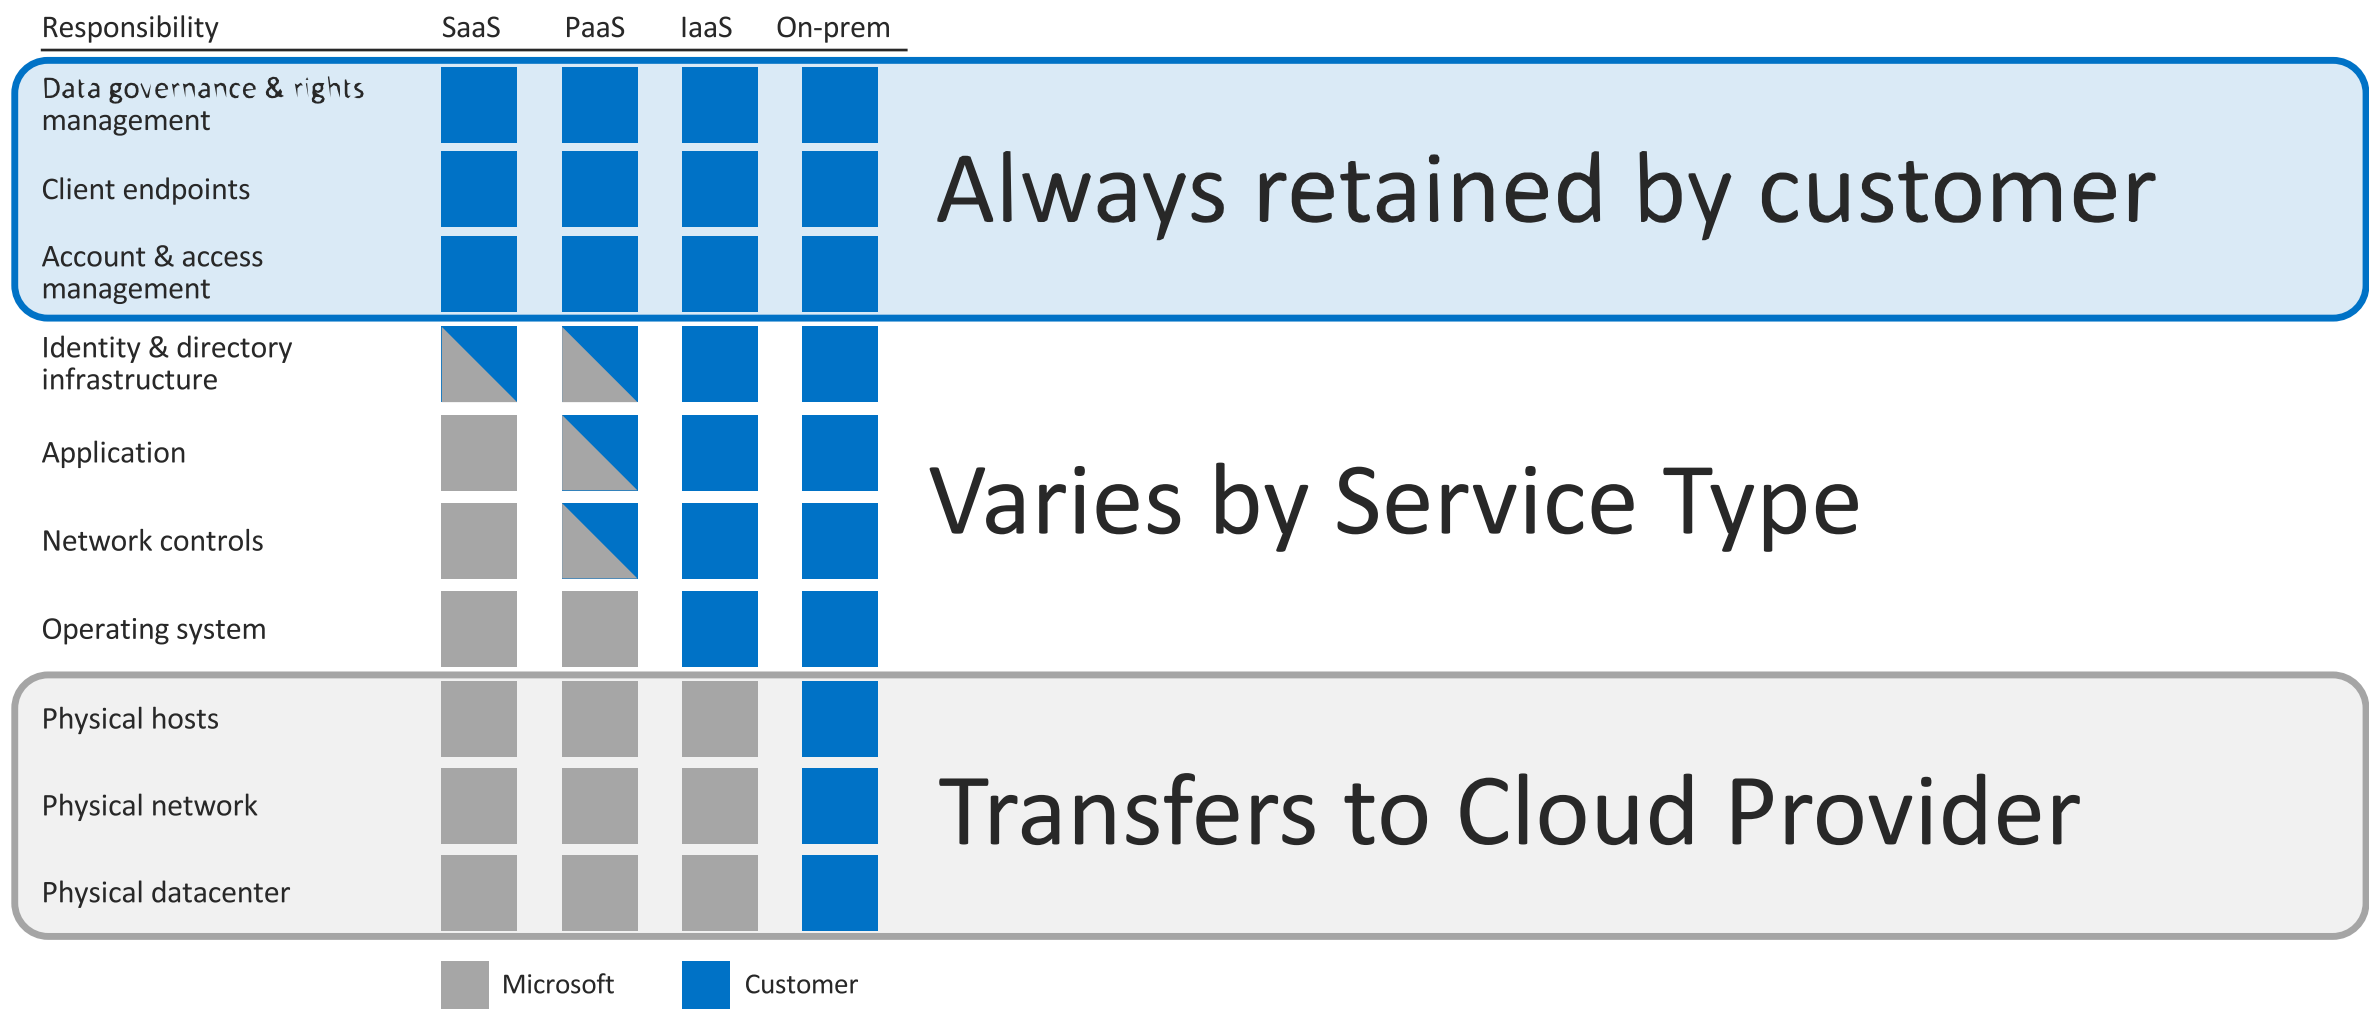 Responsibility SaaS PaaS IaaS On-prem
Data governance & rights
management
Client endpoints
Account & access
management
Always retained by customer
Identity & directory
infrastructure
Application
Network controls
Operating system
Varies by Service Type
Physical hosts
Physical network
Physical datacenter
Transfers to Cloud Provider
Microsoft Customer